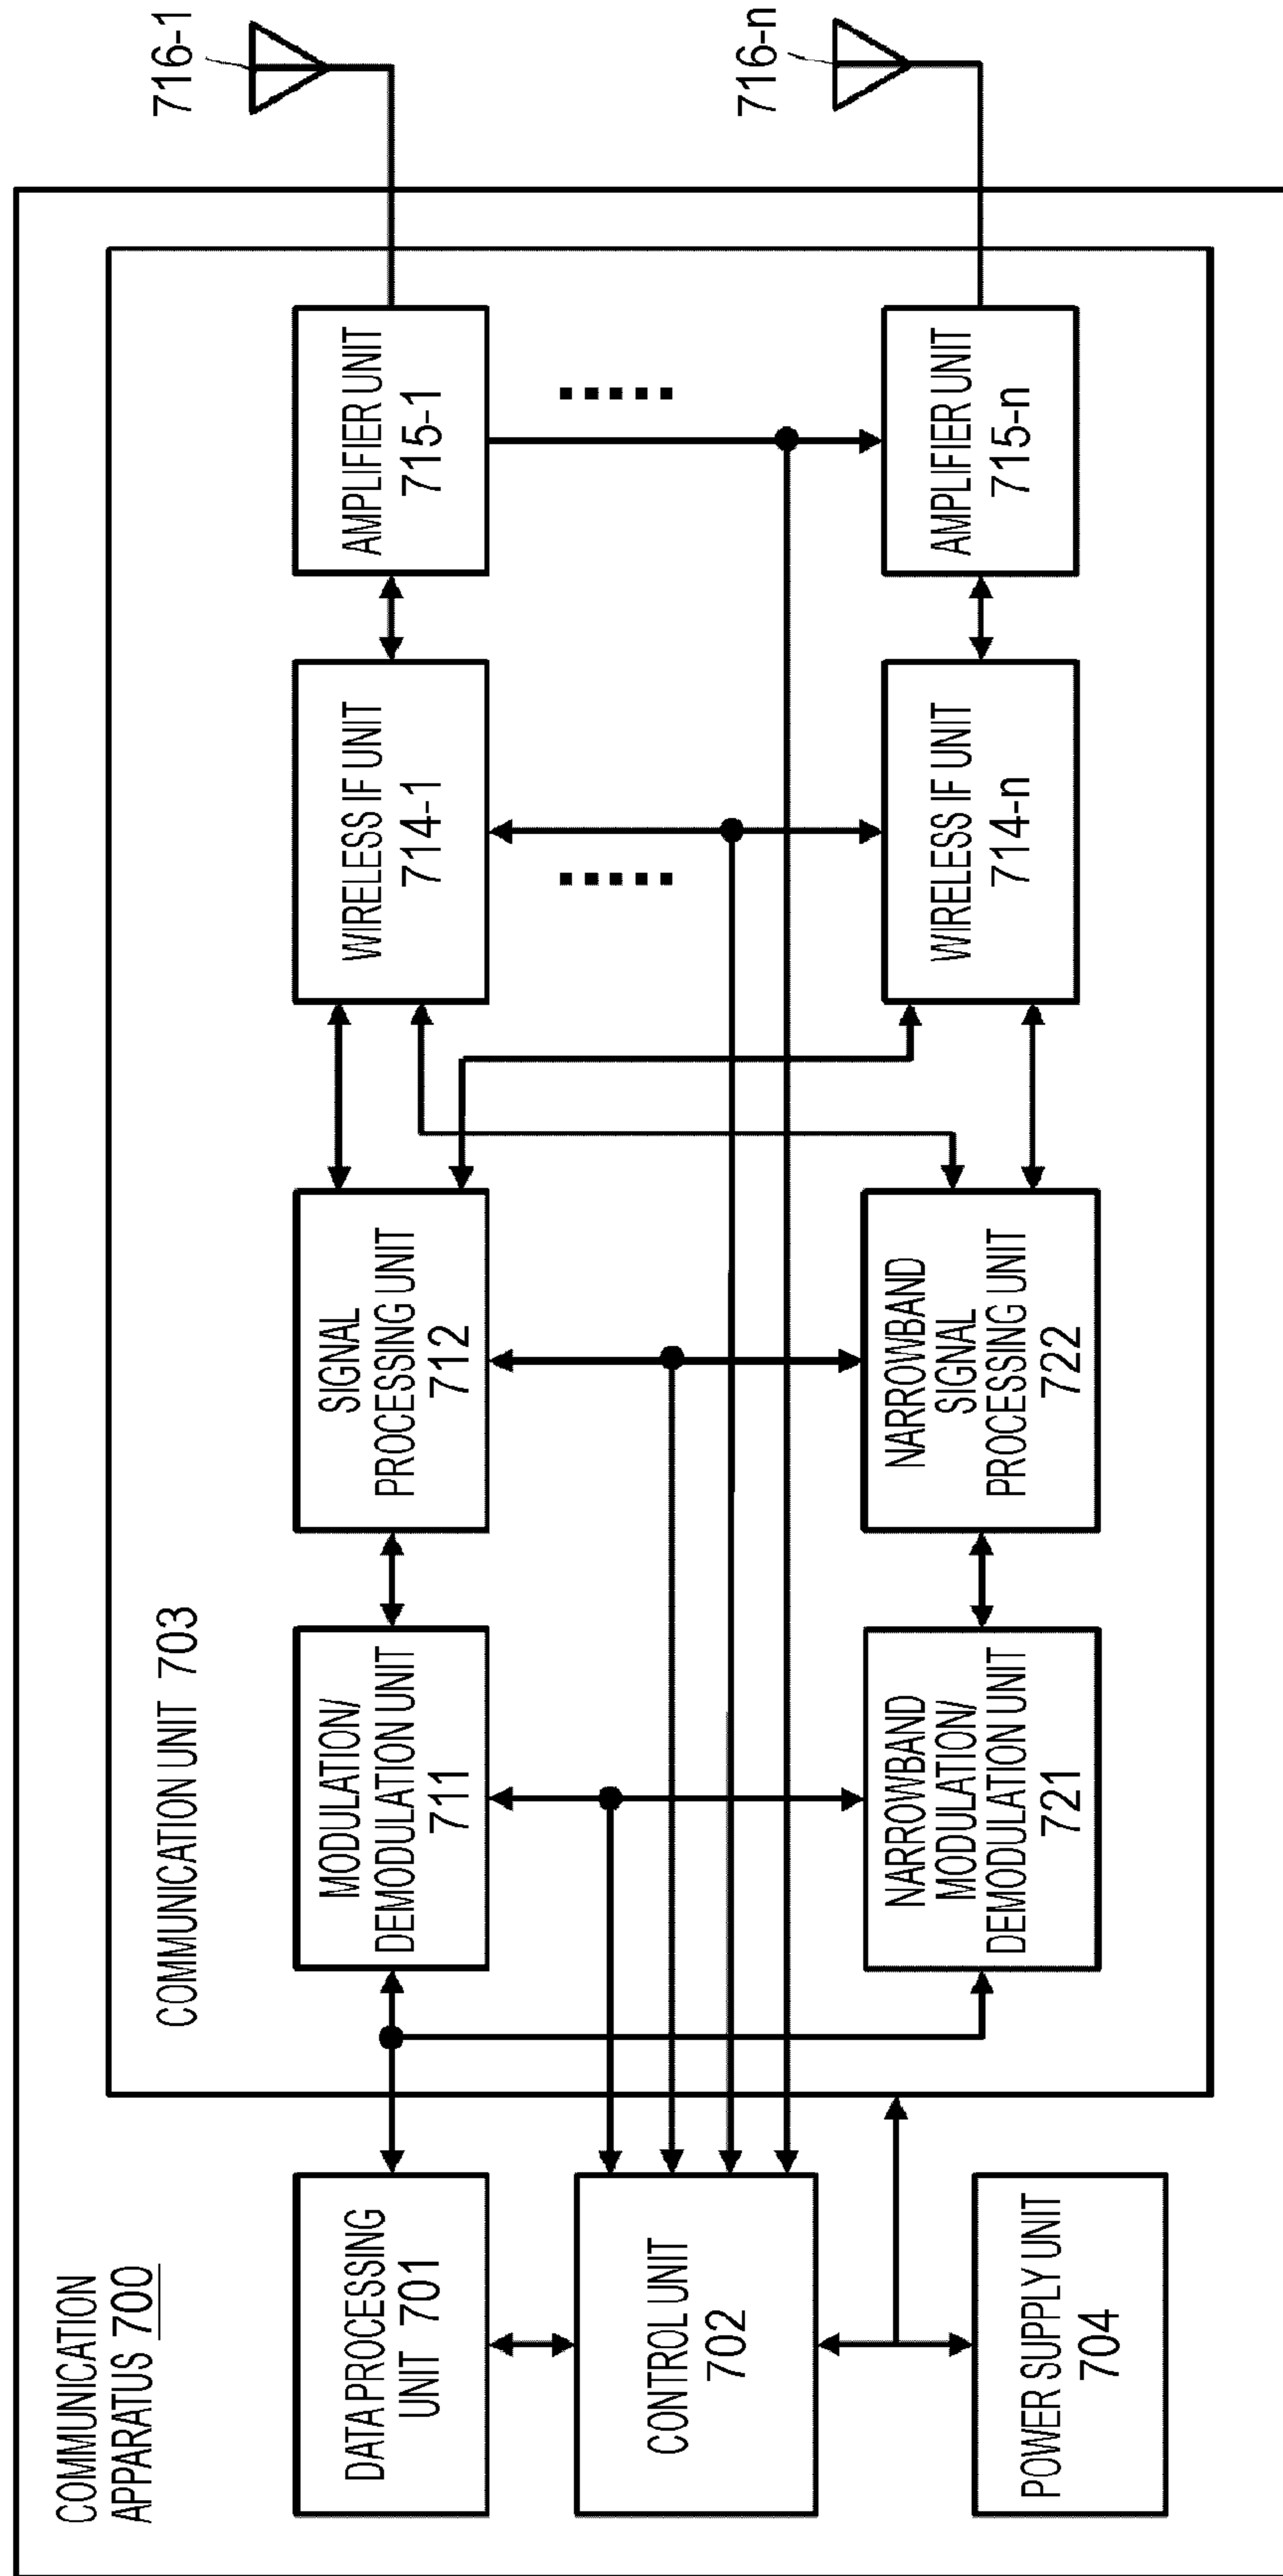 COMMUNICATION
APPARATUS 700
COMMUNICATION UNIT 703
DATA PROCESSING
UNIT 701
CONTROL UNIT
702
POWER SUPPLY UNIT
704
MODULATION/
DEMODULATION UNIT
711
SIGNAL
PROCESSING UNIT
712
WIRELESS IF UNIT
714-1
AMPLIFIER UNIT
715-1
716-1
NARROWBAND
MODULATION/
DEMODULATION UNIT
721
NARROWBAND
SIGNAL
PROCESSING UNIT
722
WIRELESS IF UNIT
714-n
AMPLIFIER UNIT
715-n
716-n